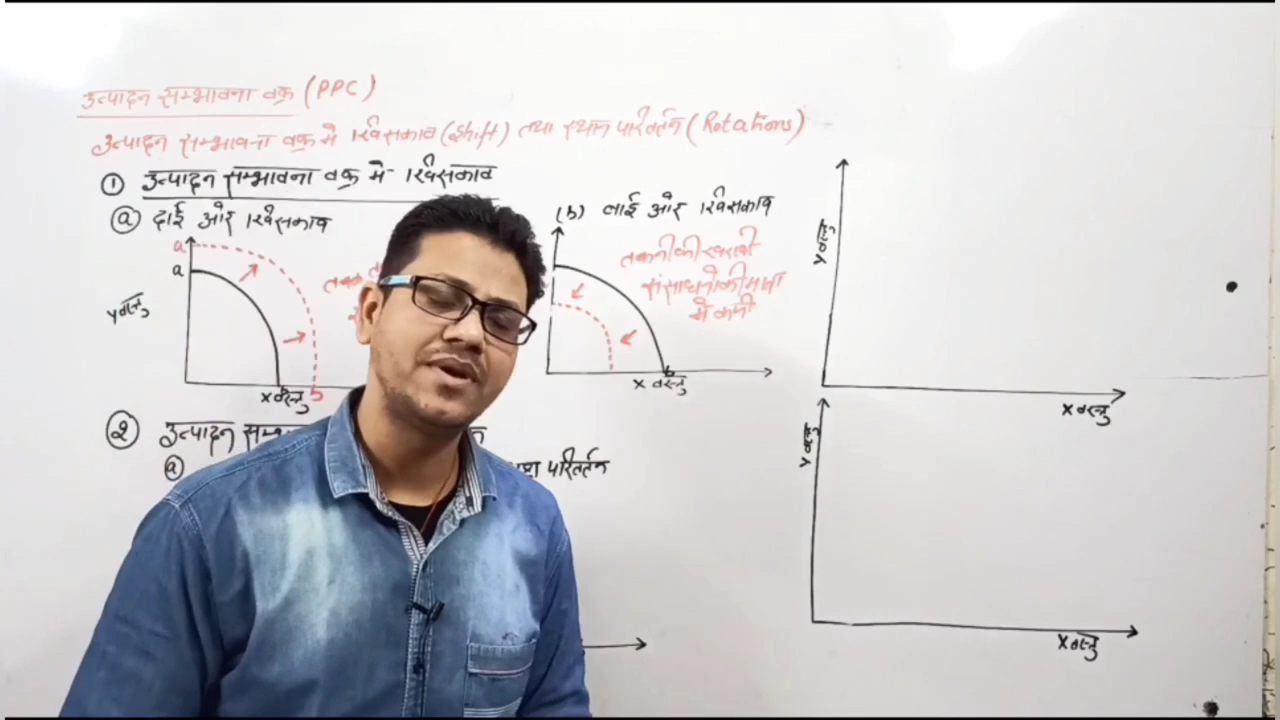 उत्पादन सम्भावना वक्र (PPC)
उत्पादन सम्भावना वक्र में खिसकाव (Shift) तथा स्थान परिवर्तन (Rotations)
① उत्पादन सम्भावना वक्र में खिसकाव
ⓐ दाई ओर खिसकाव
a
a
y वस्तु
b
b
X वस्तु
(b) लाई ओर खिसकाव
तकनीकी खराबी
संसाधनो की मात्रा
मे कमी
b
X वस्तु
② उत्पादन
ⓐ
परिवर्तन
y वस्तु
X वस्तु
y वस्तु
X वस्तु